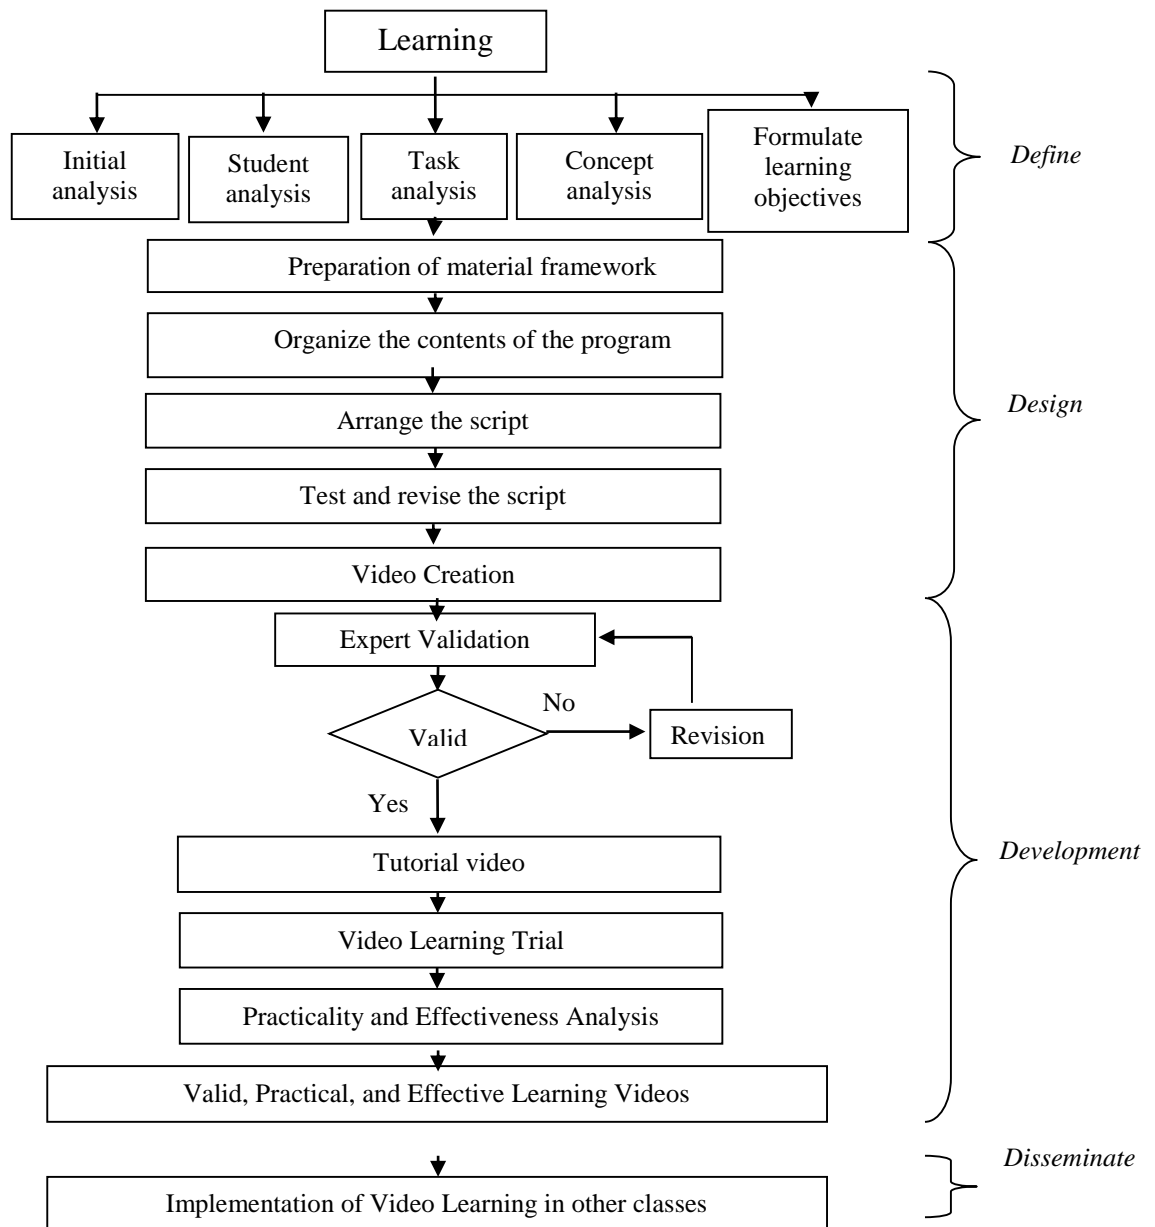 Learning
Initial
analysis
Student
analysis
Task
analysis
Concept
analysis
Formulate
learning
objectives
Define
Preparation of material framework
Organize the contents of the program
Arrange the script
Design
Test and revise the script
Video Creation
Expert Validation
No
Valid
Revision
Yes
Tutorial video
Development
Video Learning Trial
Practicality and Effectiveness Analysis
Valid, Practical, and Effective Learning Videos
Disseminate
Implementation of Video Learning in other classes